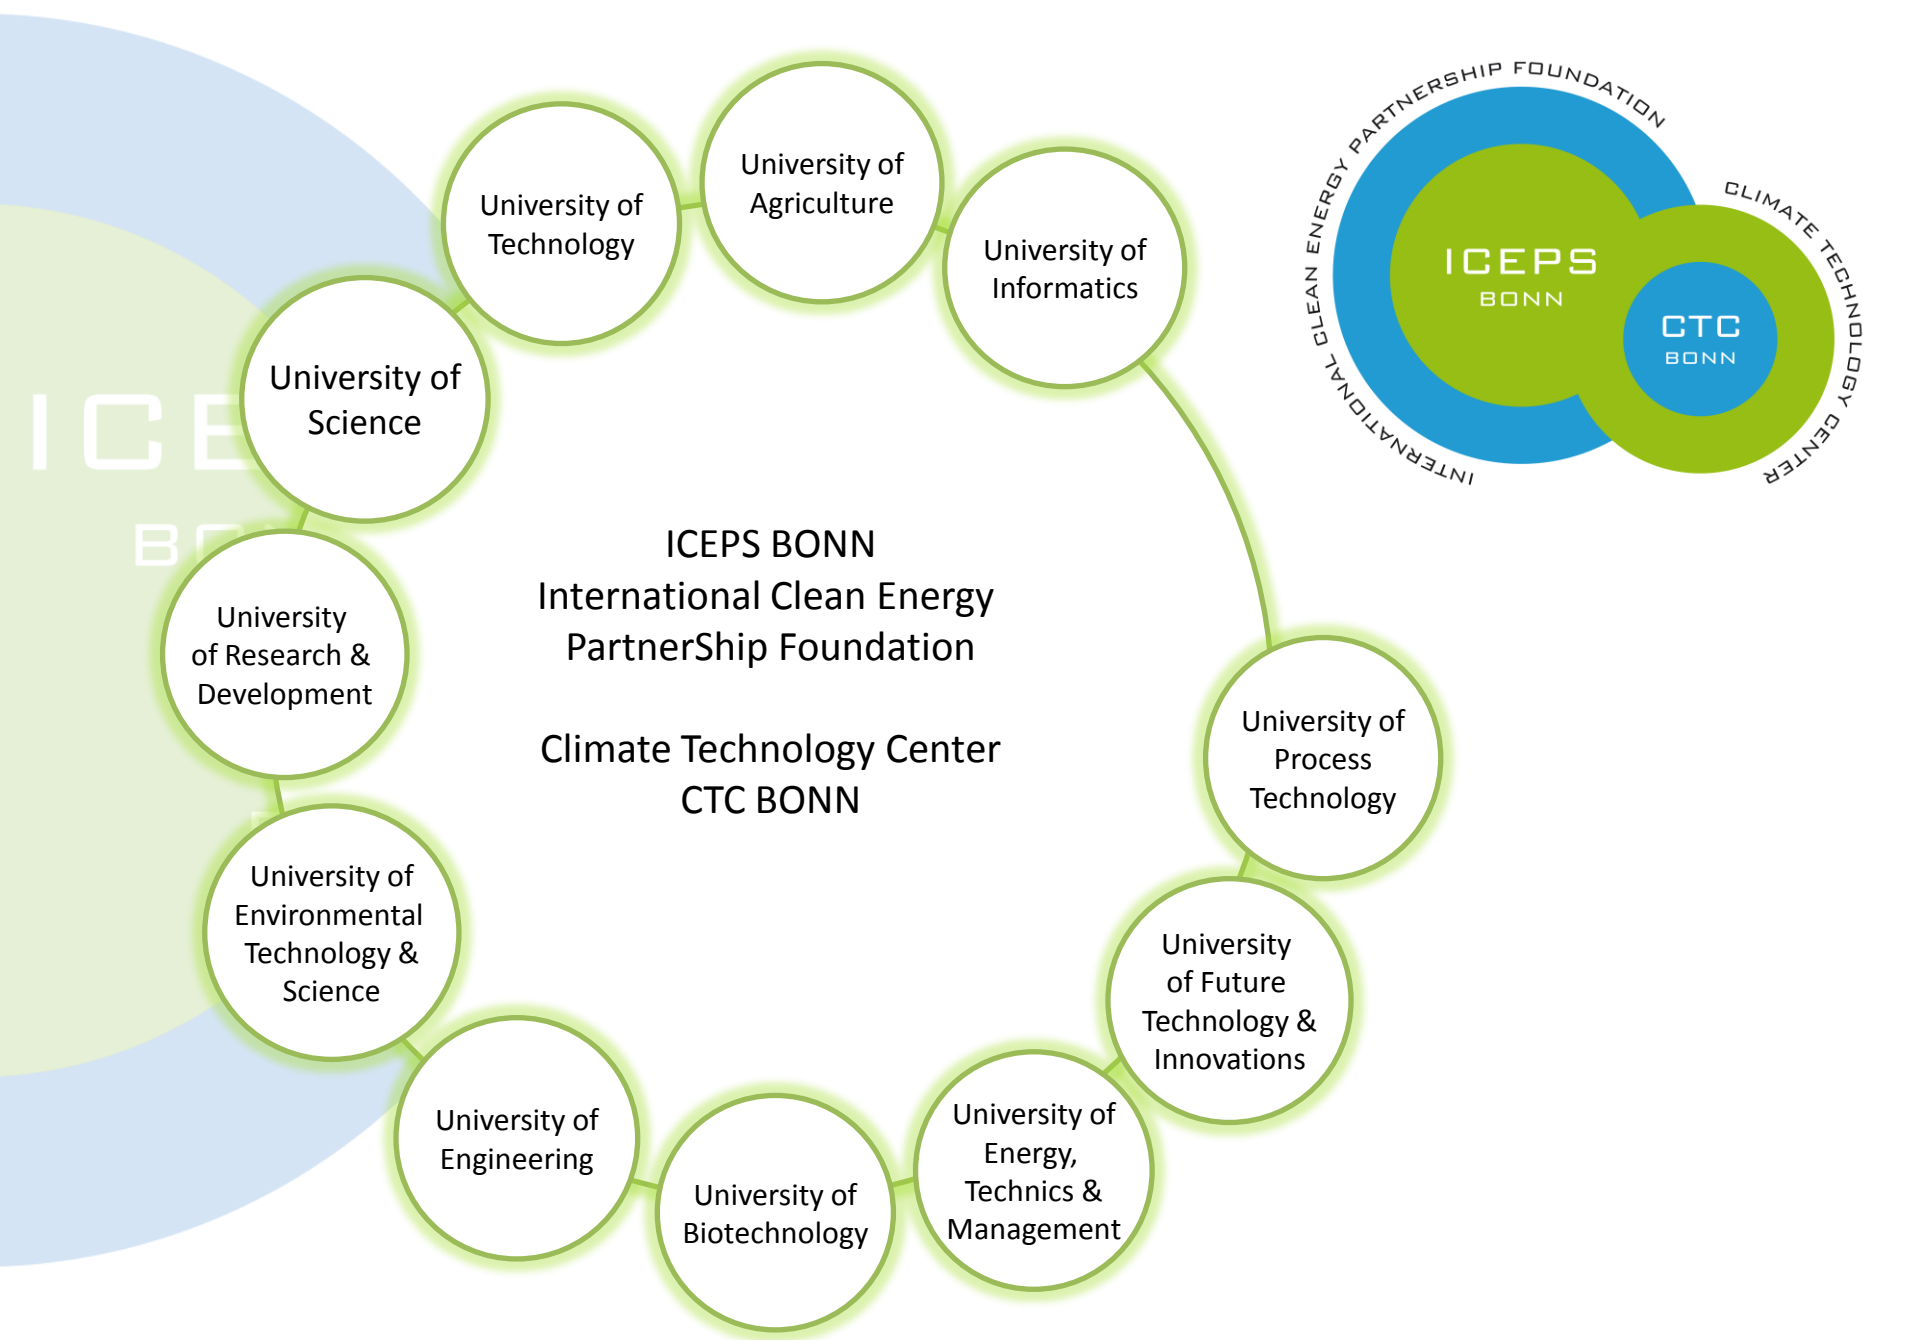 University of
Agriculture
University of
Technology
University of
Informatics
University of
Science
University
of Research &
Development
University of
Environmental
Technology &
Science
University of
Engineering
University of
Biotechnology
University of
Energy,
Technics &
Management
University
of Future
Technology &
Innovations
University of
Process
Technology
ICEPS BONN
International Clean Energy
PartnerShip Foundation
Climate Technology Center
CTC BONN
INTERNATIONAL CLEAN ENERGY PARTNERSHIP FOUNDATION
ICEPS
BONN
CLIMATE TECHNOLOGY CENTER
CTC
BONN